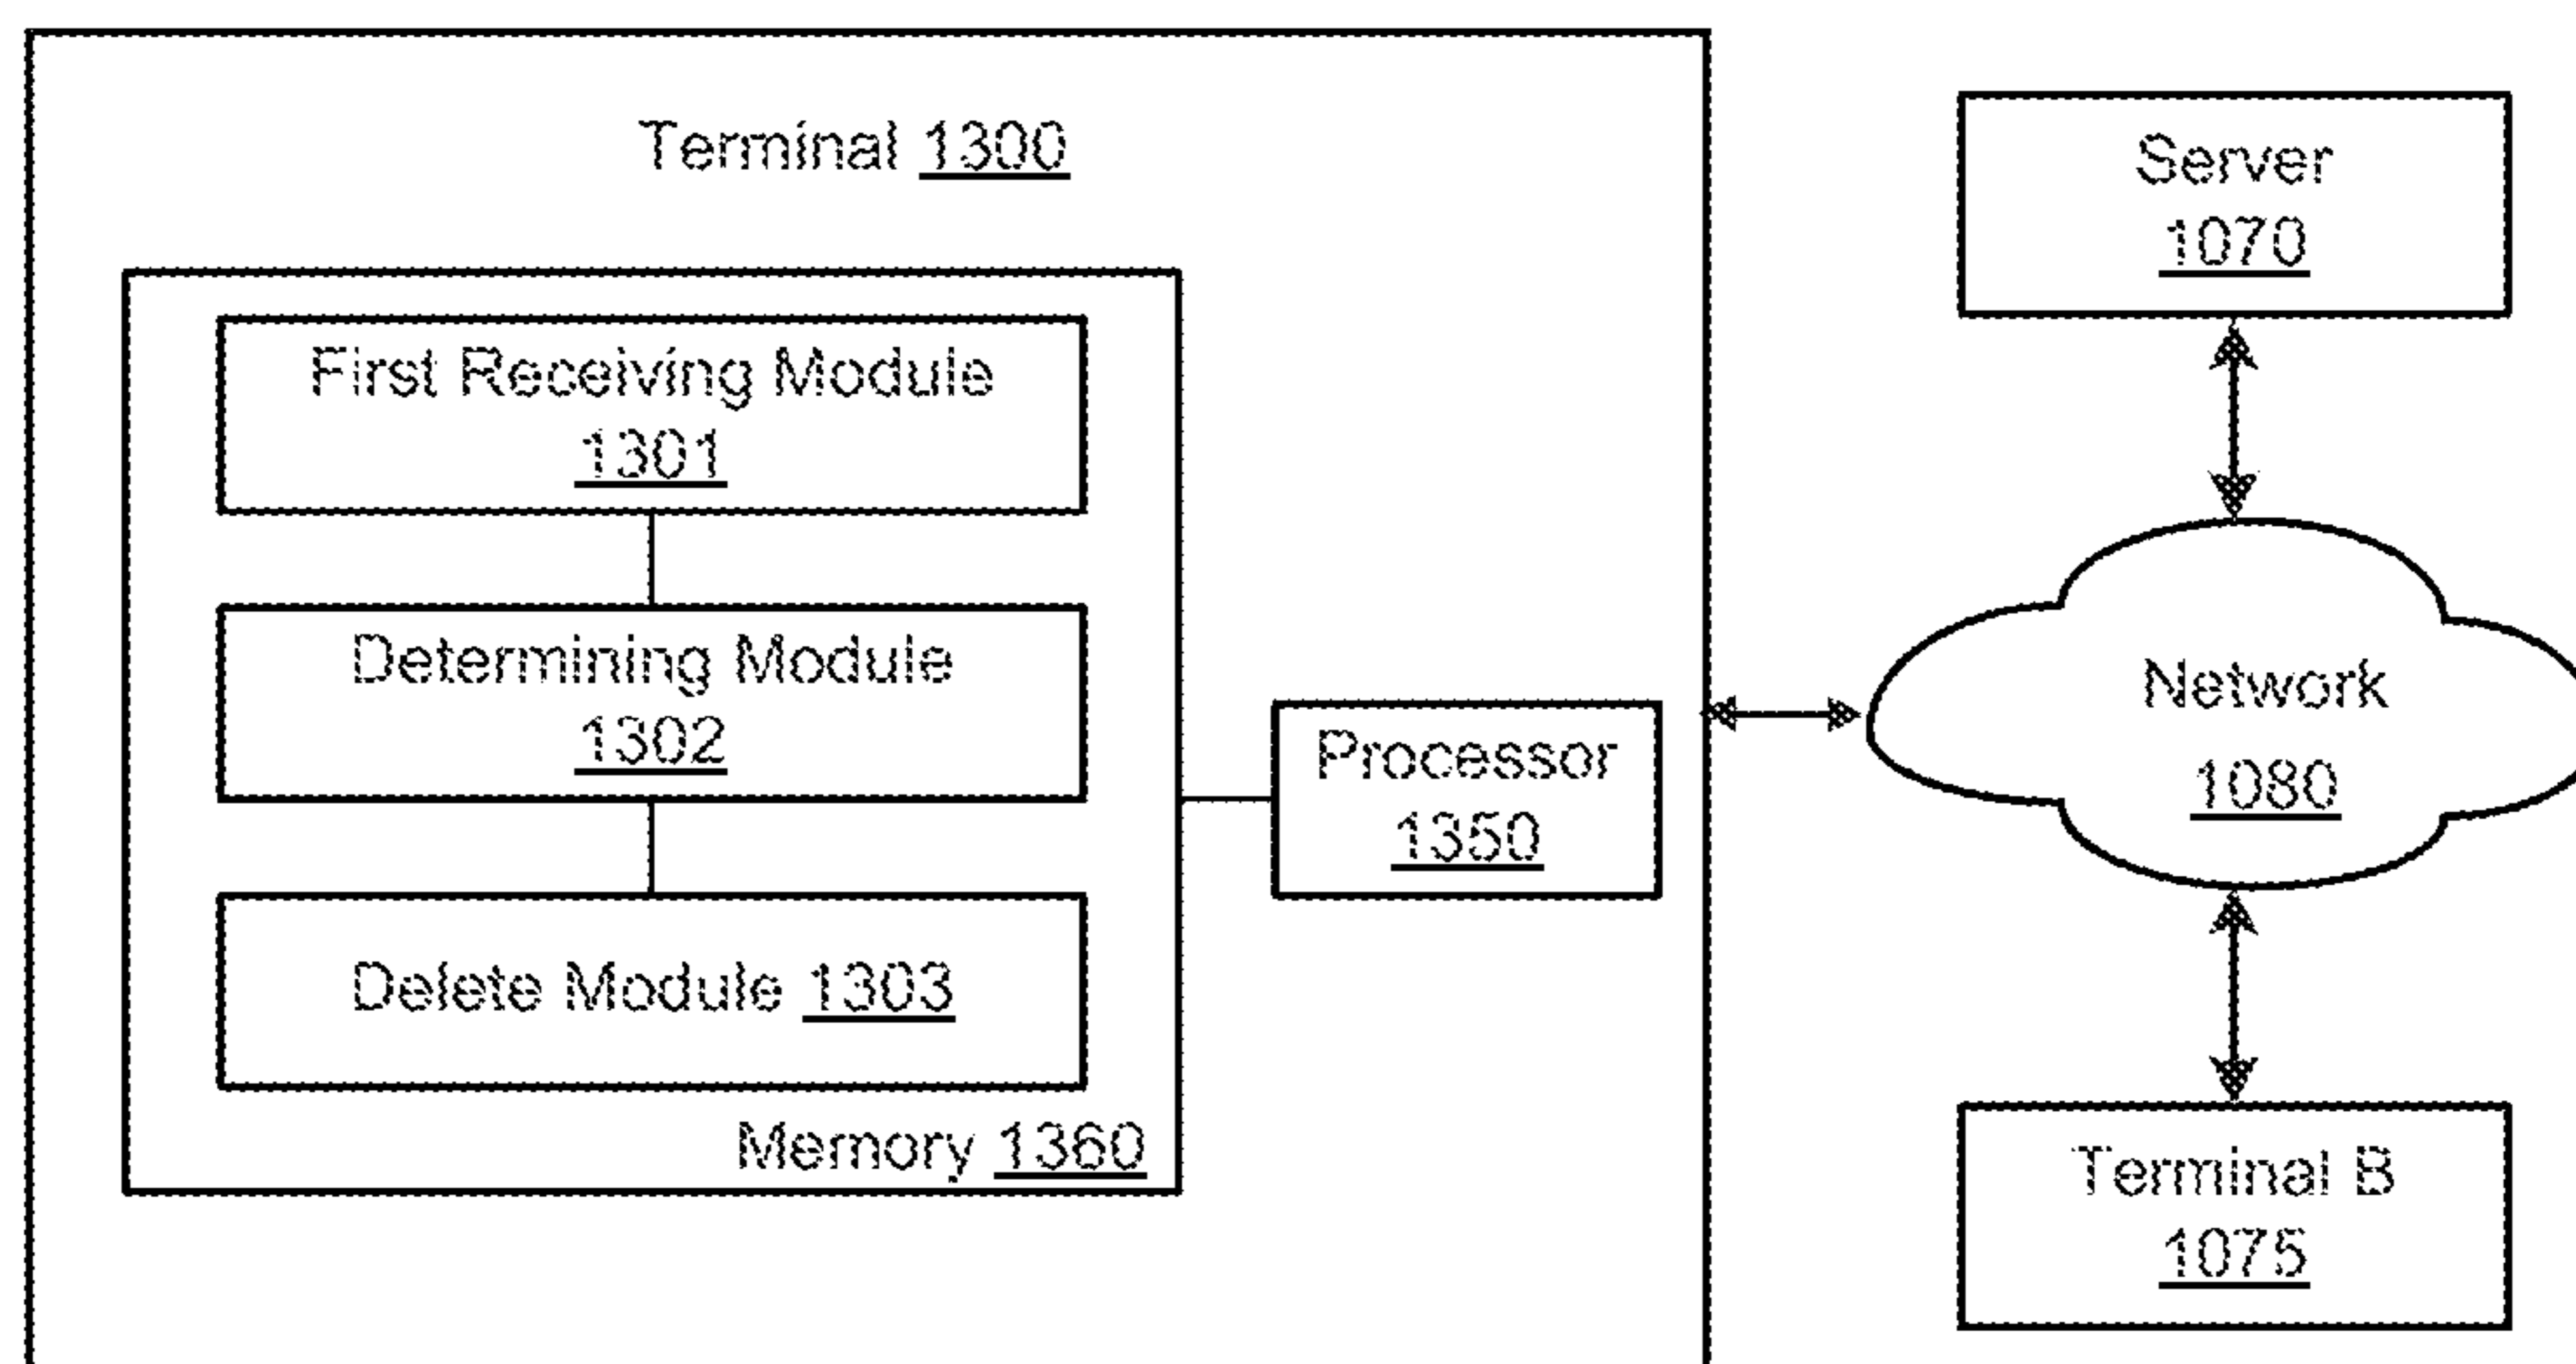 Terminal 1300
First Receiving Module
1301
Determining Module
1302
Delete Module 1303
Memory 1360
Processor
1350
Server
1070
Network
1080
Terminal B
1075